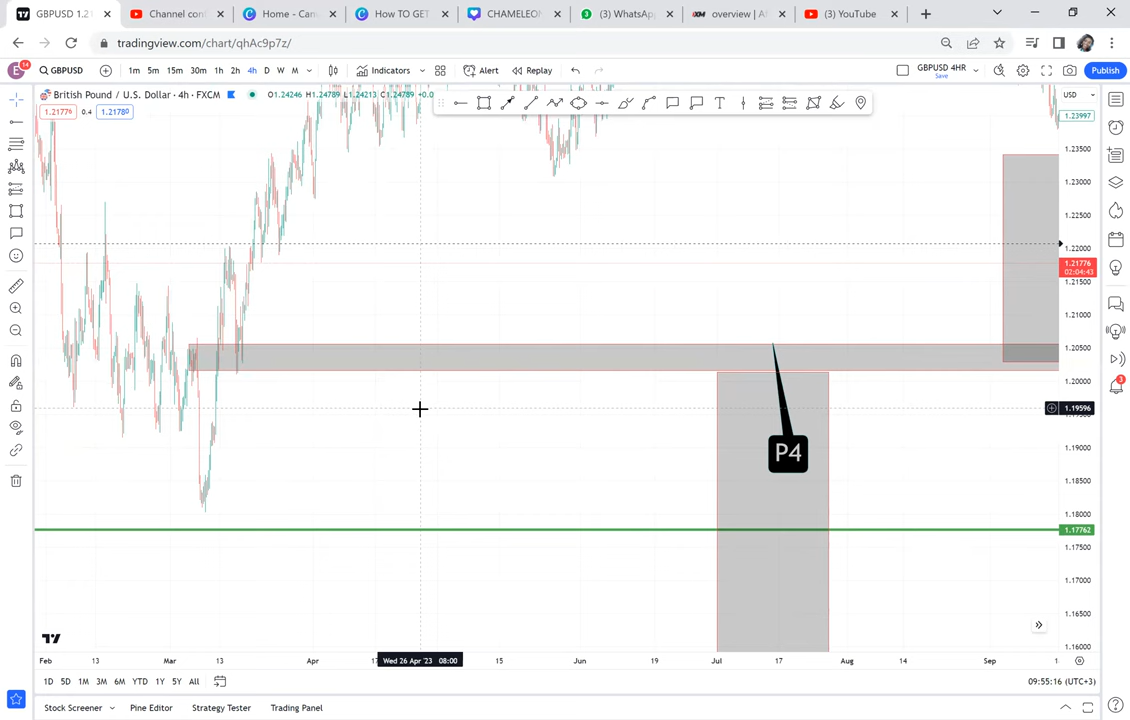 GBPUSD 1.21
Channel cont
Home - Can
How TO GET
CHAMELEON
(3) WhatsAp
overview | Af
(3) YouTube
tradingview.com/chart/qhAc9p7z/
E 14 GBPUSD 1m 5m 15m 30m 1h 2h 4h D W M Indicators Alert Replay GBPUSD 4HR Save Publish
British Pound / U.S. Dollar · 4h · FXCM O1.24246 H1.24789 L1.24213 C1.24789 +0.0 USD
1.21776 0.4 1.21780
1.23997
1.23500
1.23000
1.22500
1.22000
1.21776
02:04:43
1.21500
1.21000
1.20500
1.20000
1.19596
1.19000
P4
1.18500
1.18000
1.17762
1.17500
1.17000
1.16500
1.16000
Feb 13 Mar 13 Apr Wed 26 Apr '23 08:00 15 Jun 19 Jul 17 Aug 14 Sep
1D 5D 1M 3M 6M YTD 1Y 5Y All 09:55:16 (UTC+3)
Stock Screener Pine Editor Strategy Tester Trading Panel
3